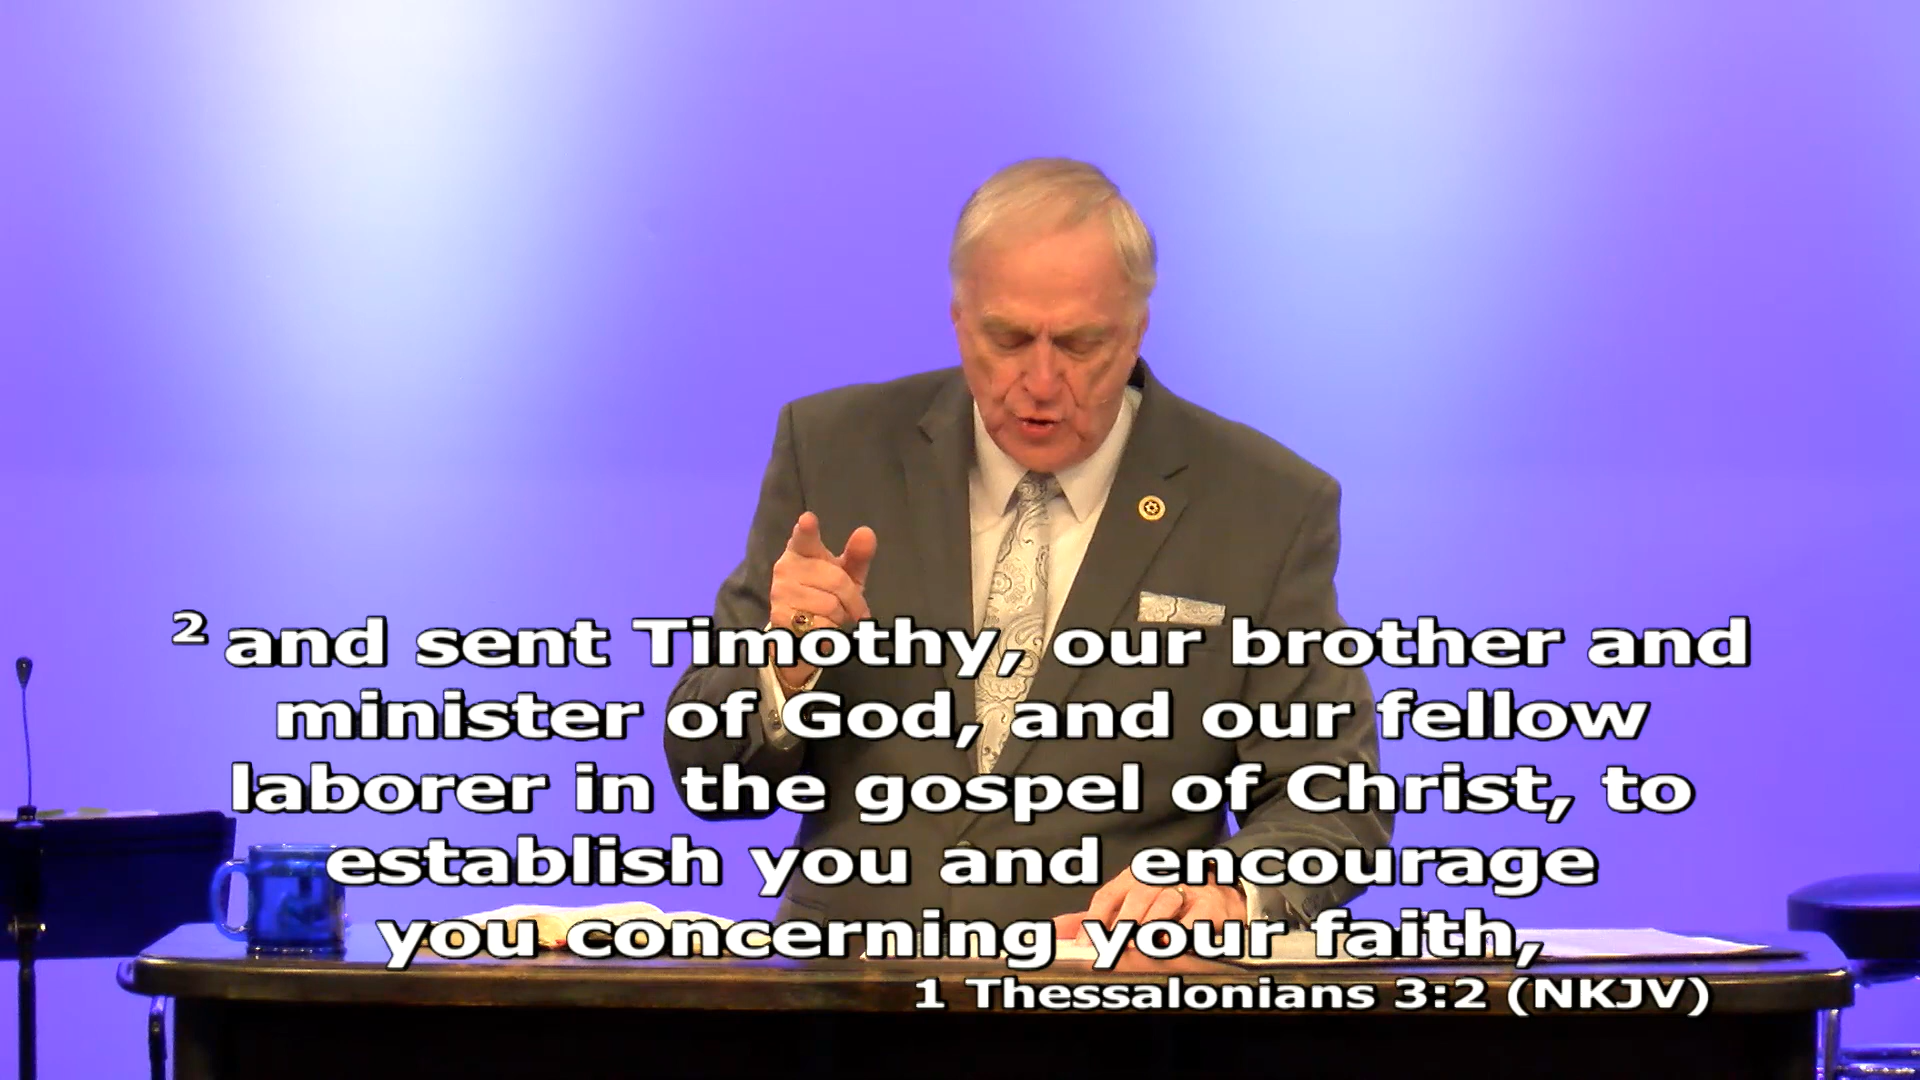 ² and sent Timothy, our brother and
minister of God, and our fellow
laborer in the gospel of Christ, to
establish you and encourage
you concerning your faith,
1 Thessalonians 3:2 (NKJV)